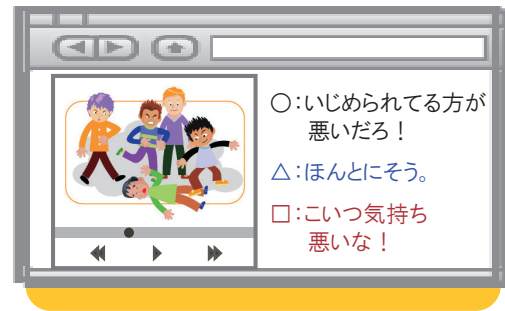 ○：いじめられてる方が
悪いだろ！
△：ほんとにそう。
□：こいつ気持ち
悪いな！